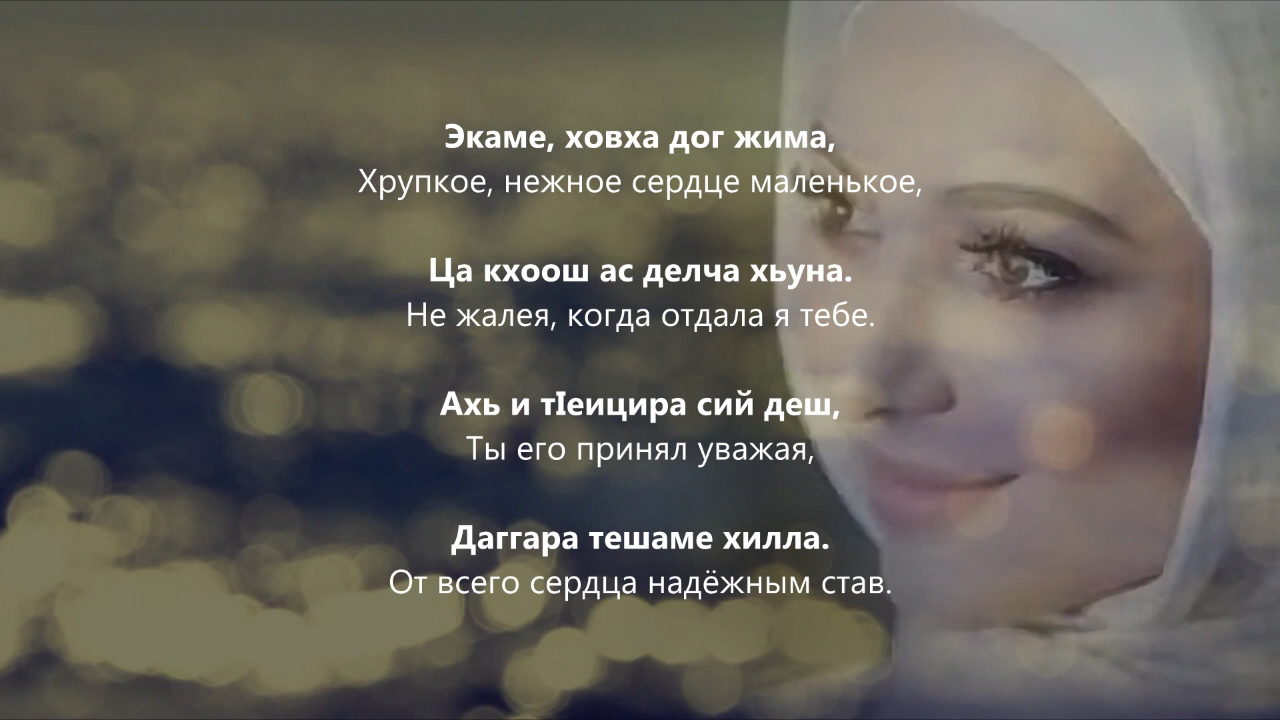 Экаме, ховха дог жима,
Хрупкое, нежное сердце маленькое,
Ца кхоош ас делча хьуна.
Не жалея, когда отдала я тебе.
Ахь и тIеицира сий деш,
Ты его принял уважая,
Даггара тешаме хилла.
От всего сердца надёжным став.